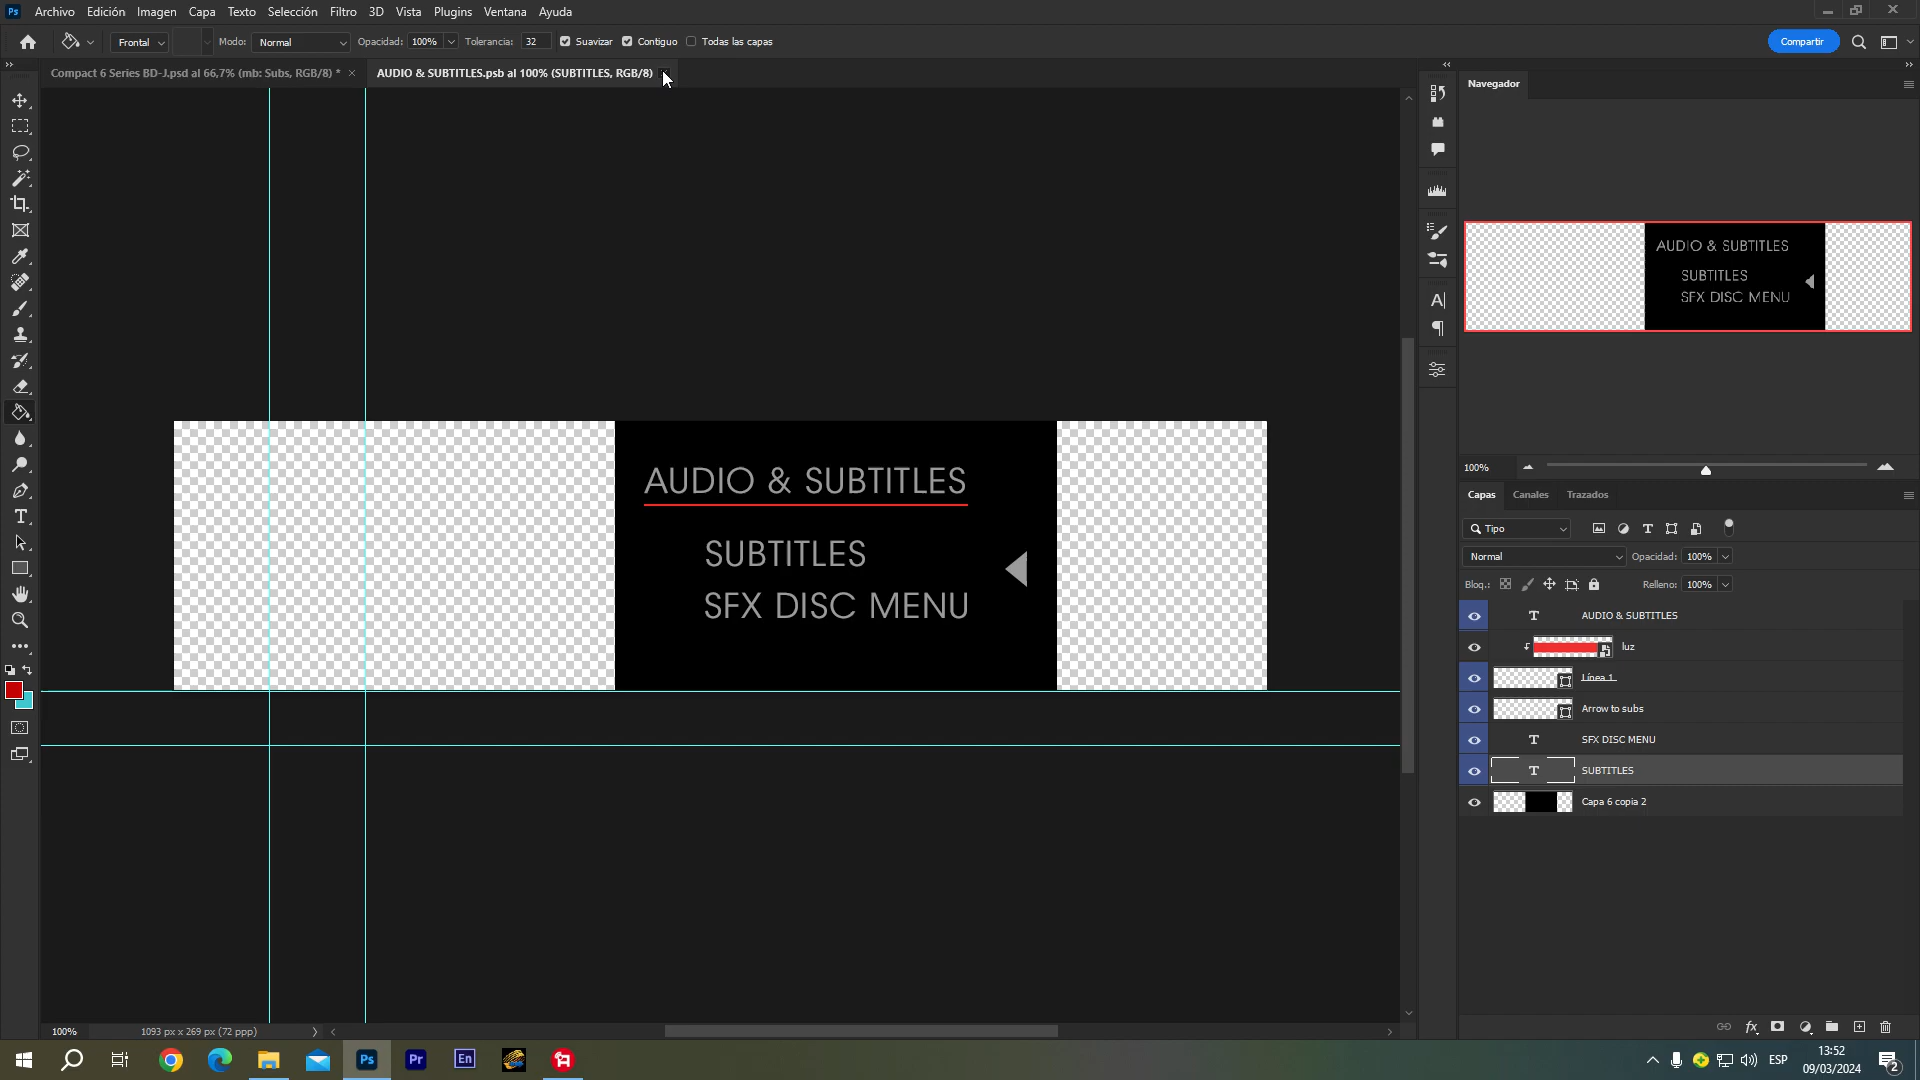 Ps Archivo Edición Imagen Capa Texto Selección Filtro 3D Vista Plugins Ventana Ayuda
Frontal Modo: Normal Opacidad: 100% Tolerancia: 32 Suavizar Contiguo Todas las capas Compartir
Compact 6 Series BD-J.psd al 66,7% (mb: Subs, RGB/8) * × AUDIO & SUBTITLES.psb al 100% (SUBTITLES, RGB/8)
Navegador
AUDIO & SUBTITLES
SUBTITLES
SFX DISC MENU
AUDIO & SUBTITLES
SUBTITLES
SFX DISC MENU
100%
Capas Canales Trazados
Tipo
Normal Opacidad: 100%
Bloq.: Relleno: 100%
AUDIO & SUBTITLES
luz
Línea 1
Arrow to subs
SFX DISC MENU
SUBTITLES
Capa 6 copia 2
100% 1093 px x 269 px (72 ppp)
Ps Pr En ESP
13:52
09/03/2024
2